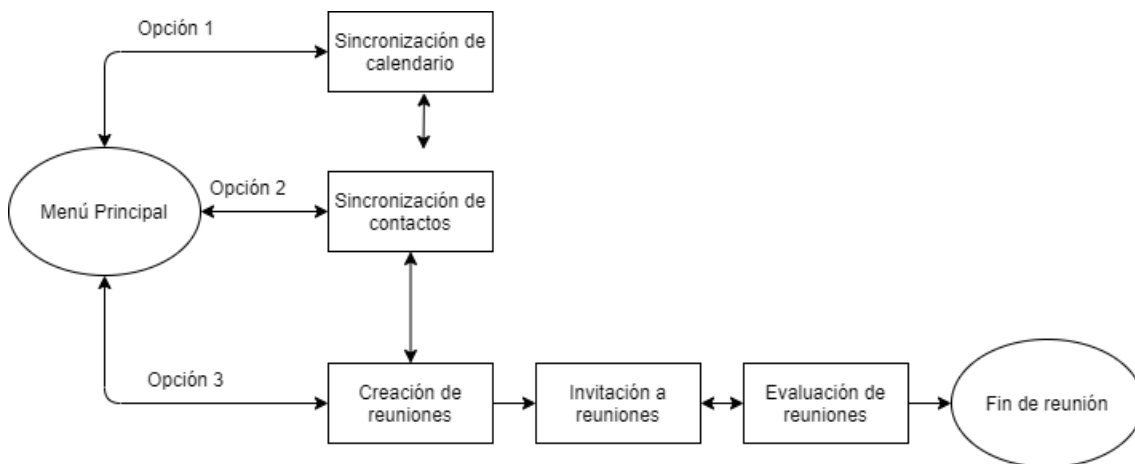 Opción 1
Sincronización de
calendario
Menú Principal
Opción 2
Sincronización de
contactos
Opción 3
Creación de
reuniones
Invitación a
reuniones
Evaluación de
reuniones
Fin de reunión